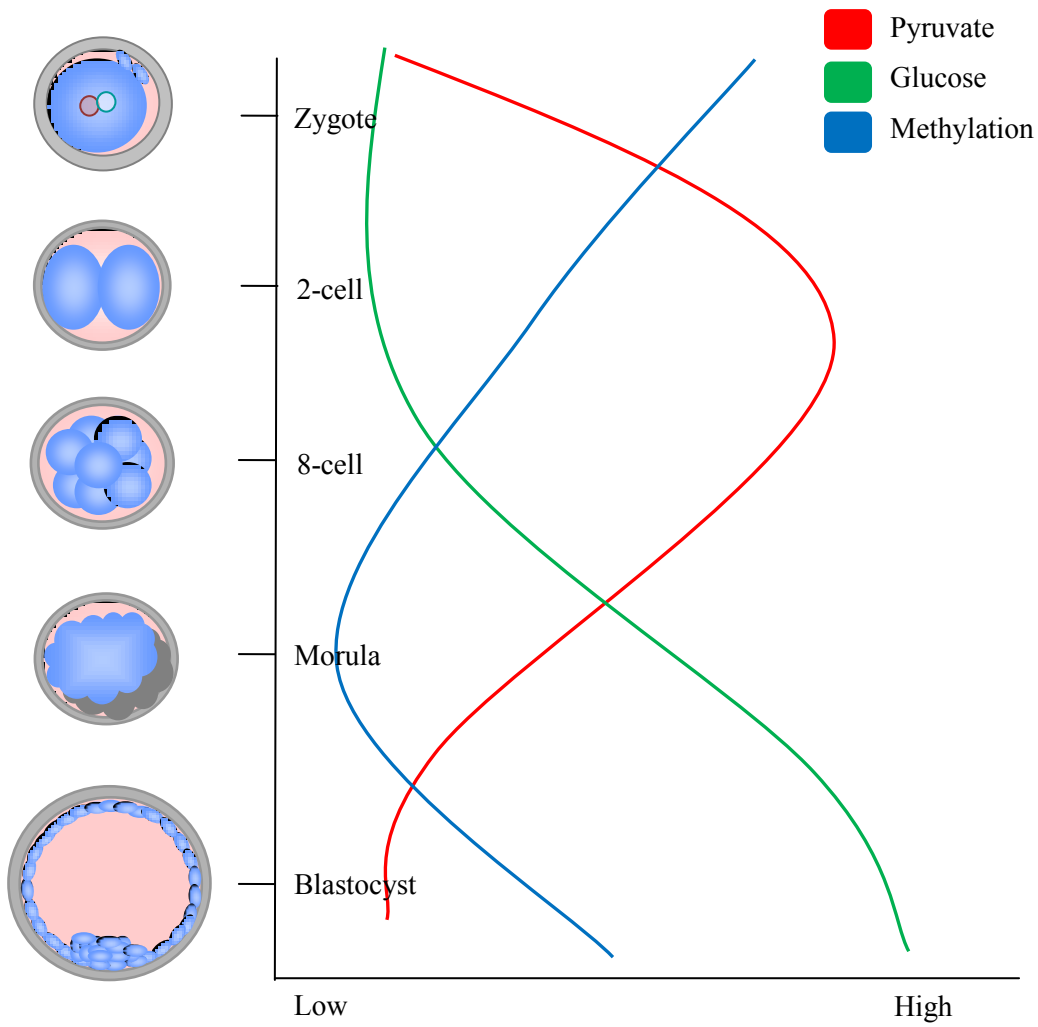 Pyruvate
Glucose
Methylation
Zygote
2-cell
8-cell
Morula
Blastocyst
Low
High